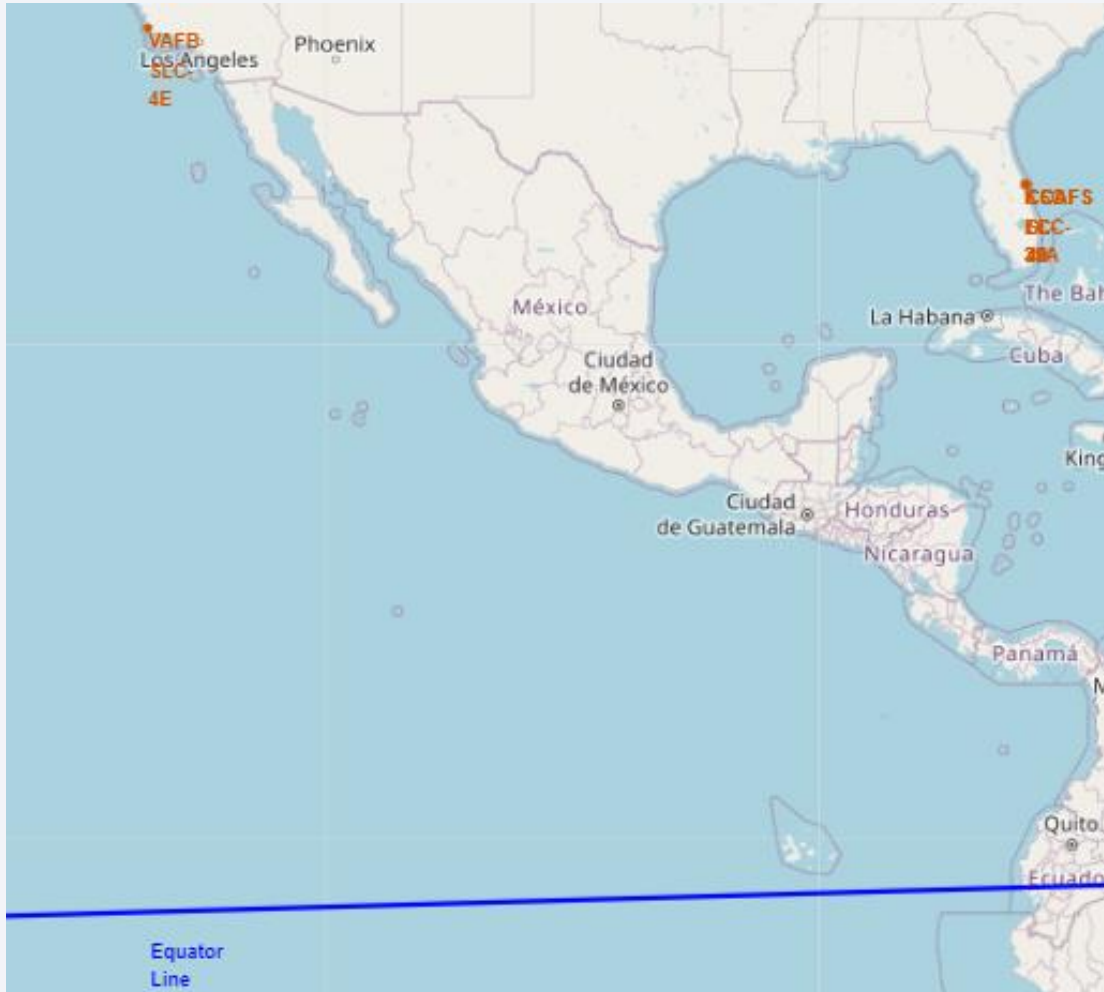 VAFB
Los Angeles
SLC-
4E
Phoenix
CCAFS
SLC-
The Bah
La Habana
Cuba
México
Ciudad
de México
King
Ciudad
de Guatemala
Honduras
Nicaragua
Panamá
Quito
Ecuado
Equator
Line